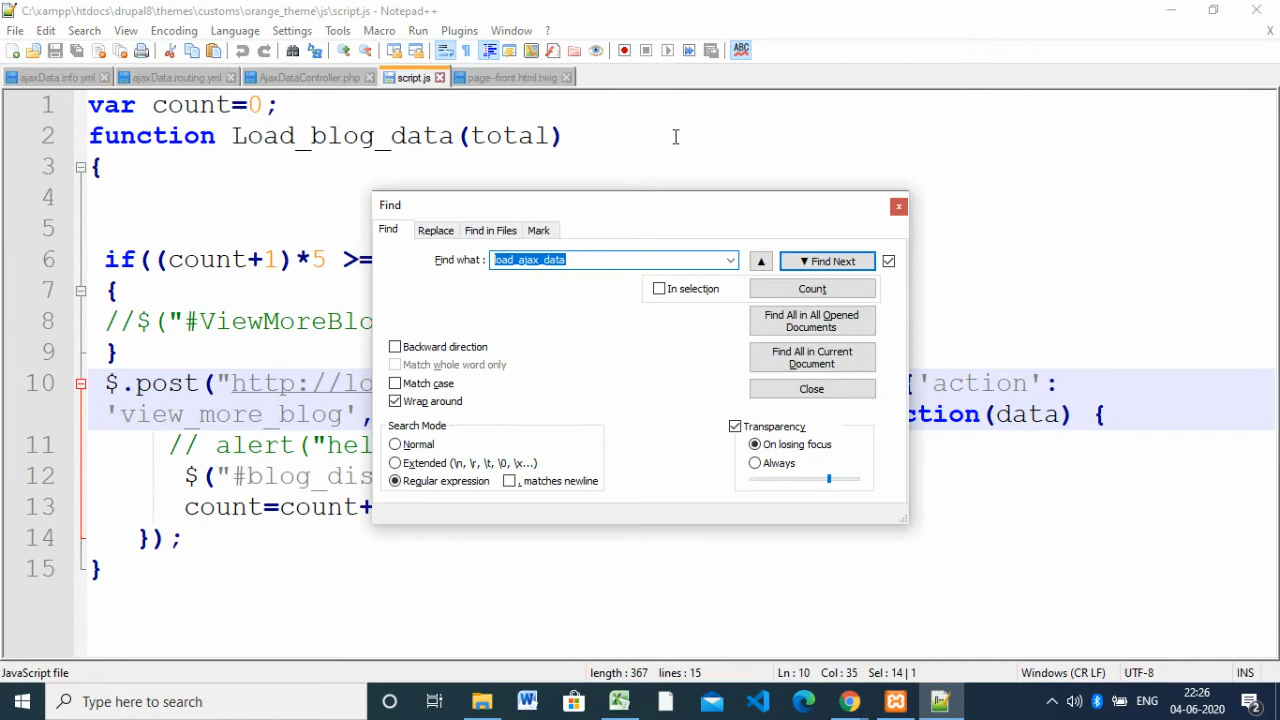 C:\xampp\htdocs\drupal8\themes\customs\orange_theme\js\script.js - Notepad++
File Edit Search View Encoding Language Settings Tools Macro Run Plugins Window ? X
ajaxData.info.yml ajaxData.routing.yml AjaxDataController.php script.js page--front.html.twig
1 var count=0;
2 function Load_blog_data(total)
3 {
4
5
6 if((count+1)*5 >=
7 {
8 //$("#ViewMoreBlo
9 }
10 $.post("http://lo {'action':
'view_more_blog', ction(data) {
11 // alert("hel
12 $("#blog_dis
13 count=count+
14 });
15 }
Find
Find Replace Find in Files Mark
Find what : load_ajax_data ▲ ▼ Find Next
In selection Count
Find All in All Opened Documents
Backward direction
Match whole word only
Find All in Current Document
Match case
Close
Wrap around
Search Mode
Transparency
Normal
On losing focus
Extended (\n, \r, \t, \0, \x...)
Always
Regular expression . matches newline
JavaScript file length : 367 lines : 15 Ln : 10 Col : 35 Sel : 14 | 1 Windows (CR LF) UTF-8 INS
Type here to search ENG 22:26
04-06-2020 2